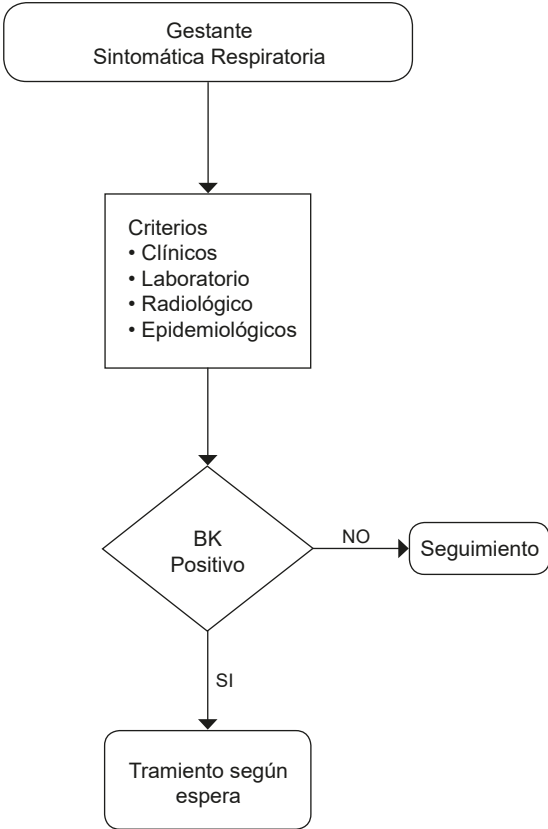 Gestante
Sintomática Respiratoria
Criterios
• Clínicos
• Laboratorio
• Radiológico
• Epidemiológicos
BK
Positivo
NO
Seguimiento
SI
Tramiento según
espera